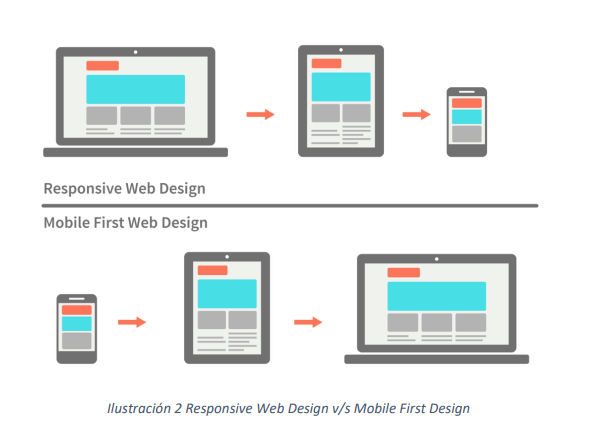 Responsive Web Design
Mobile First Web Design
Ilustración 2 Responsive Web Design v/s Mobile First Design